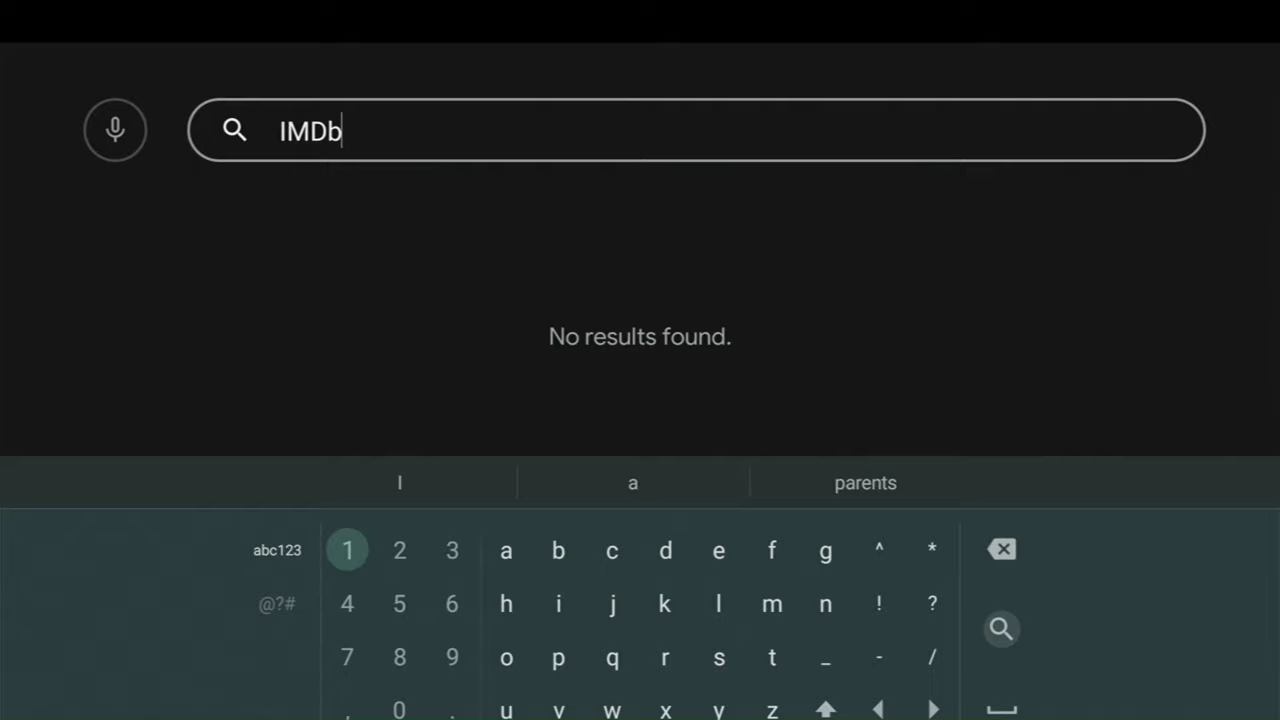 IMDb
No results found.
I a parents
abc123 1 2 3 a b c d e f g ^ *
@?# 4 5 6 h i j k l m n ! ?
7 8 9 o p q r s t _ - /
, 0 . u v w x y z